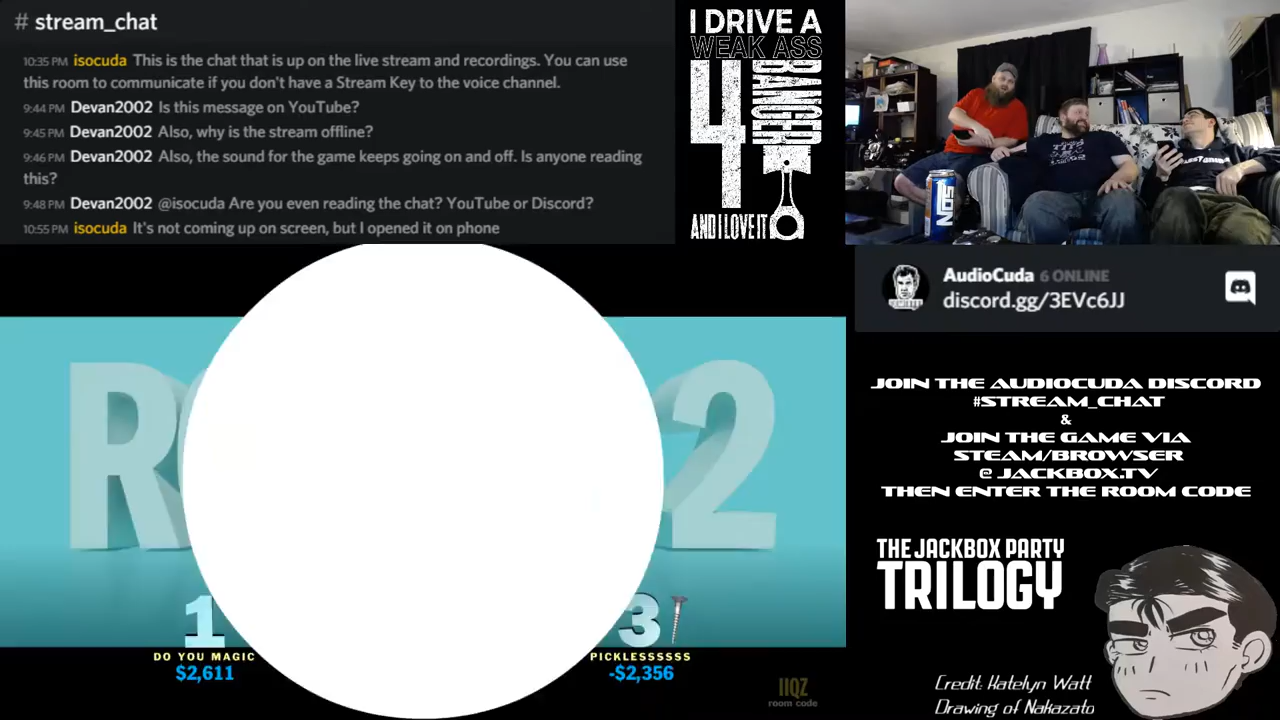 # stream_chat
10:35 PM isocuda This is the chat that is up on the live stream and recordings. You can use
this room to communicate if you don't have a Stream Key to the voice channel.
9:44 PM Devan2002 Is this message on YouTube?
9:45 PM Devan2002 Also, why is the stream offline?
9:46 PM Devan2002 Also, the sound for the game keeps going on and off. Is anyone reading
this?
9:48 PM Devan2002 @isocuda Are you even reading the chat? YouTube or Discord?
10:55 PM isocuda It's not coming up on screen, but I opened it on phone
I DRIVE A
WEAK ASS
4
BANGER
AND I LOVE IT
AudioCuda 6 ONLINE
discord.gg/3EVc6JJ
JOIN THE AUDIOCUDA DISCORD
#STREAM_CHAT
&
JOIN THE GAME VIA
STEAM/BROWSER
@ JACKBOX.TV
THEN ENTER THE ROOM CODE
THE JACKBOX PARTY
TRILOGY
Credit: Katelyn Watt
Drawing of Nakazato
R 2
1
DO YOU MAGIC
$2,611
3
PICKLESSSSSS
-$2,356
IIQZ
room code